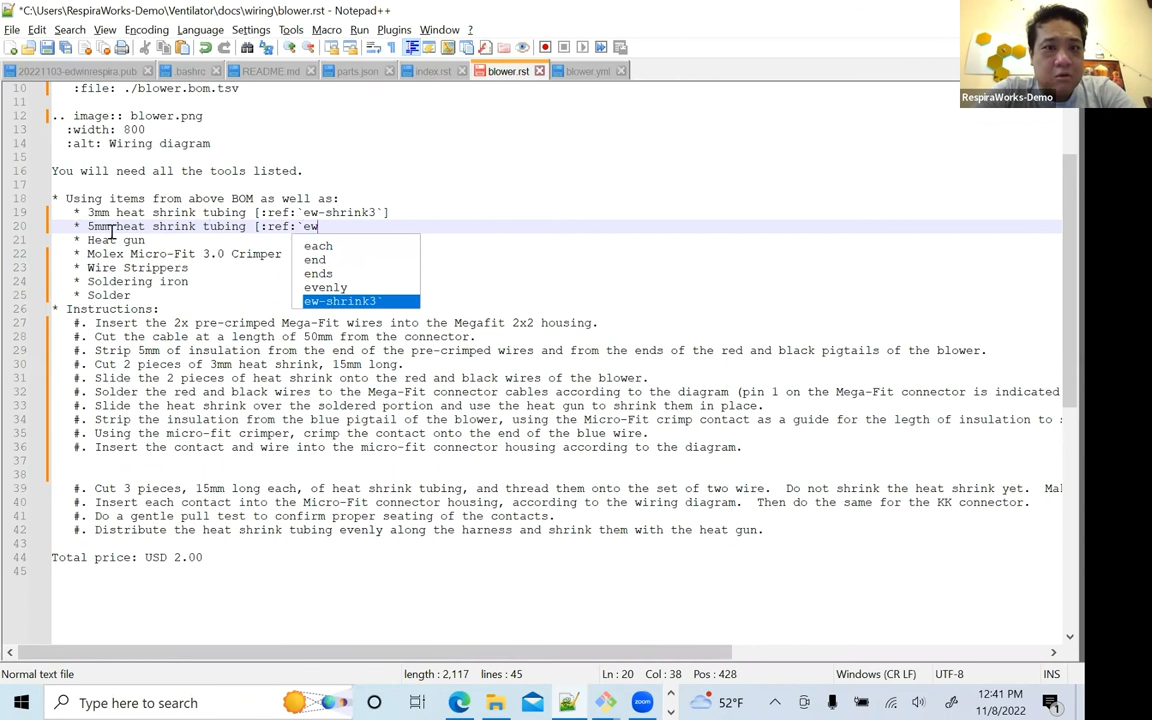 *C:\Users\RespiraWorks-Demo\Ventilator\docs\wiring\blower.rst - Notepad++
File Edit Search View Encoding Language Settings Tools Macro Run Plugins Window ?
20221103-edwinrespira.pub .bashrc README.md parts.json index.rst blower.rst blower.yml
RespiraWorks-Demo
10 :file: ./blower.bom.tsv
11
12 .. image:: blower.png
13 :width: 800
14 :alt: Wiring diagram
15
16 You will need all the tools listed.
17
18 * Using items from above BOM as well as:
19 * 3mm heat shrink tubing [:ref:`ew-shrink3`]
20 * 5mm heat shrink tubing [:ref:`ew
21 * Heat gun
22 * Molex Micro-Fit 3.0 Crimper
23 * Wire Strippers
24 * Soldering iron
25 * Solder
each
end
ends
evenly
ew-shrink3`
26 * Instructions:
27 #. Insert the 2x pre-crimped Mega-Fit wires into the Megafit 2x2 housing.
28 #. Cut the cable at a length of 50mm from the connector.
29 #. Strip 5mm of insulation from the end of the pre-crimped wires and from the ends of the red and black pigtails of the blower.
30 #. Cut 2 pieces of 3mm heat shrink, 15mm long.
31 #. Slide the 2 pieces of heat shrink onto the red and black wires of the blower.
32 #. Solder the red and black wires to the Mega-Fit connector cables according to the diagram (pin 1 on the Mega-Fit connector is indicated
33 #. Slide the heat shrink over the soldered portion and use the heat gun to shrink them in place.
34 #. Strip the insulation from the blue pigtail of the blower, using the Micro-Fit crimp contact as a guide for the legth of insulation to
35 #. Using the micro-fit crimper, crimp the contact onto the end of the blue wire.
36 #. Insert the contact and wire into the micro-fit connector housing according to the diagram.
37
38
39 #. Cut 3 pieces, 15mm long each, of heat shrink tubing, and thread them onto the set of two wire. Do not shrink the heat shrink yet.
40 #. Insert each contact into the Micro-Fit connector housing, according to the wiring diagram. Then do the same for the KK connector.
41 #. Do a gentle pull test to confirm proper seating of the contacts.
42 #. Distribute the heat shrink tubing evenly along the harness and shrink them with the heat gun.
43
44 Total price: USD 2.00
45
Normal text file length : 2,117 lines : 45 Ln : 20 Col : 38 Pos : 428 Windows (CR LF) UTF-8 INS
Type here to search 52°F 12:41 PM
11/8/2022
zoom
1